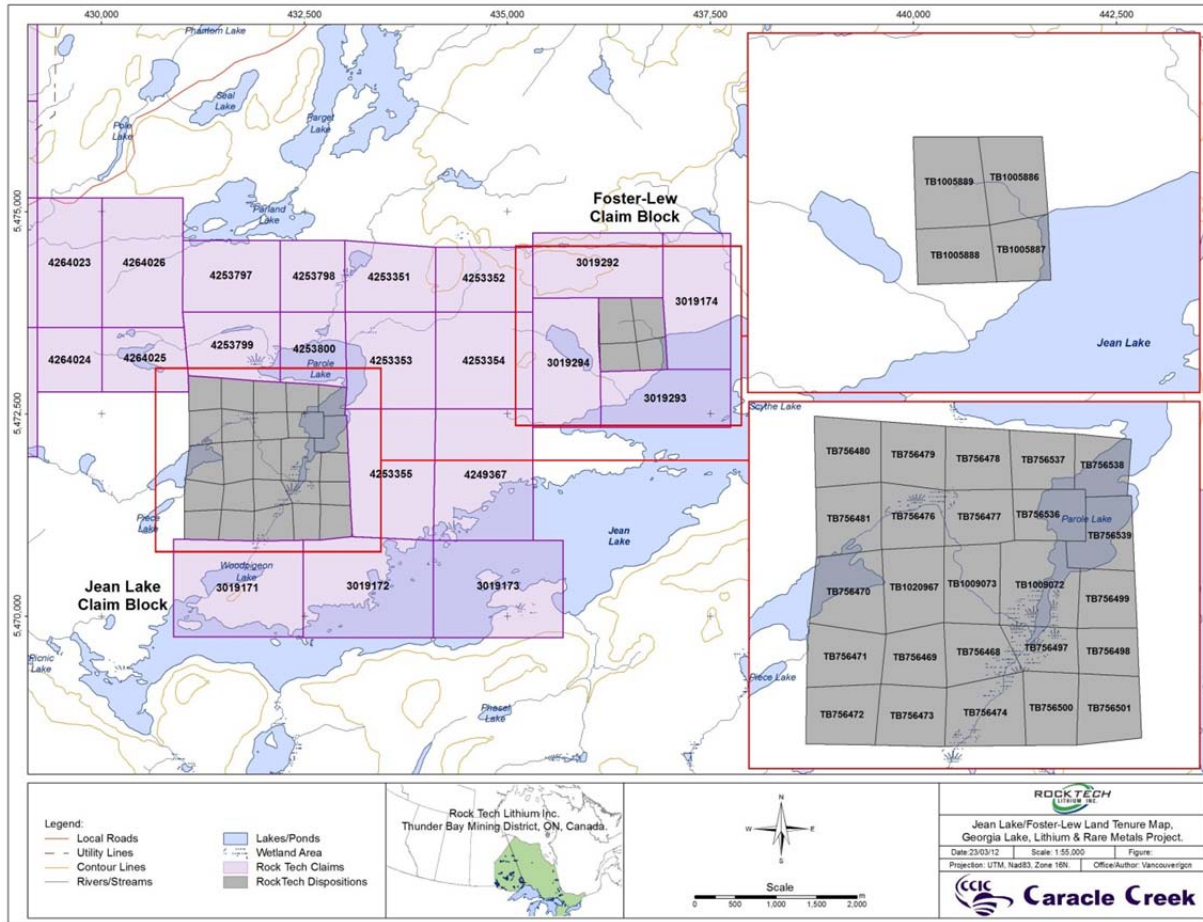 430,000
432,500
435,000
437,500
440,000
442,500
5,475,000
5,472,500
5,470,000
Phantom Lake
Seal
Lake
Parget
Lake
Pole
Lake
Parland
Lake
Foster-Lew
Claim Block
4264023
4264026
4253797
4253798
4253351
4253352
3019292
3019174
4264024
4264025
4253799
4253800
4253353
4253354
3019294
3019293
Parole
Lake
4253355
4249367
Piece
Lake
Jean
Lake
Woodpigeon
Lake
3019171
3019172
3019173
Jean Lake
Claim Block
Picnic
Lake
Phasel
Lake
TB1005889
TB1005886
TB1005888
TB1005887
Jean Lake
Scythe Lake
TB756480
TB756479
TB756478
TB756537
TB756538
TB756481
TB756476
TB756477
TB756536
Parole Lake
TB756539
TB756470
TB1020967
TB1009073
TB1009072
TB756499
TB756471
TB756469
TB756468
TB756497
TB756498
Piece Lake
TB756472
TB756473
TB756474
TB756500
TB756501
Legend:
Local Roads
Utility Lines
Contour Lines
Rivers/Streams
Lakes/Ponds
Wetland Area
Rock Tech Claims
RockTech Dispositions
Rock Tech Lithium Inc.
Thunder Bay Mining District, ON, Canada.
N
W
E
S
Scale
0 500 1,000 1,500 2,000 m
ROCKTECH
LITHIUM INC.
Jean Lake/Foster-Lew Land Tenure Map,
Georgia Lake, Lithium & Rare Metals Project.
Date:23/03/12 Scale: 1:55,000 Figure:
Projection: UTM, Nad83, Zone 16N. Office/Author: Vancouver/gcn
CCIC Caracle Creek